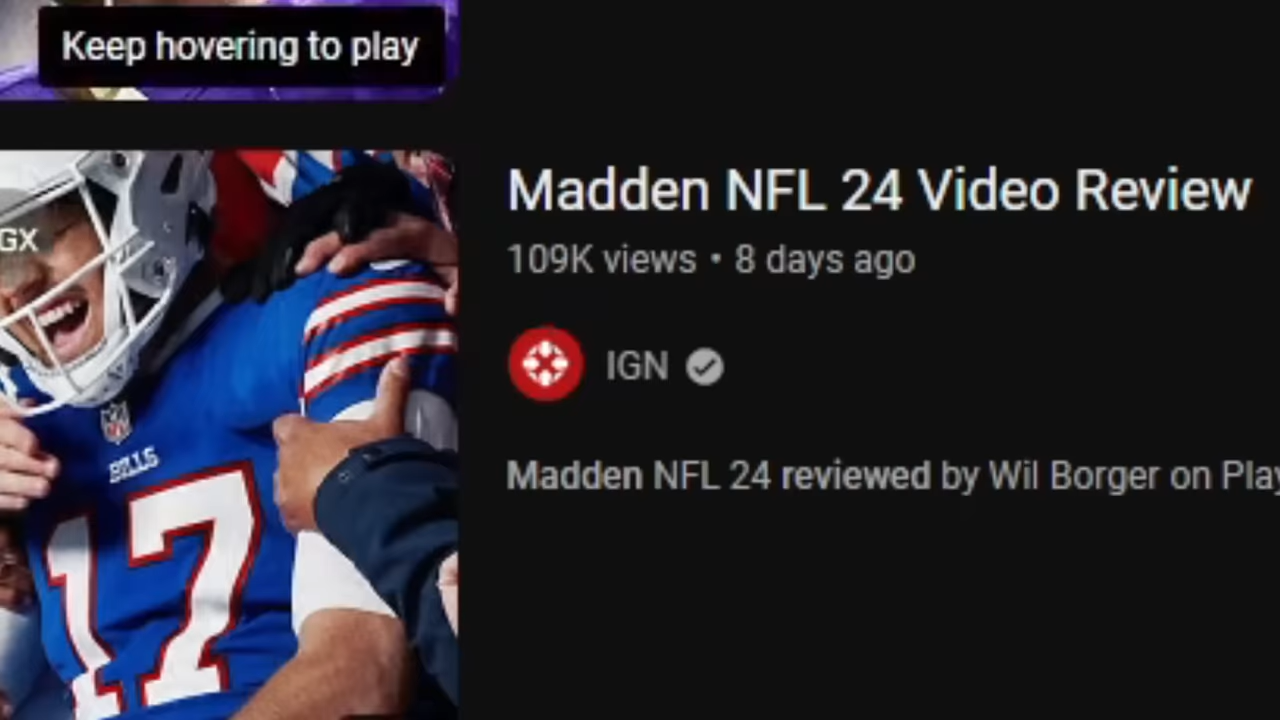 Keep hovering to play
Madden NFL 24 Video Review
109K views • 8 days ago
GX
IGN
Madden NFL 24 reviewed by Wil Borger on Play
BILLS
17